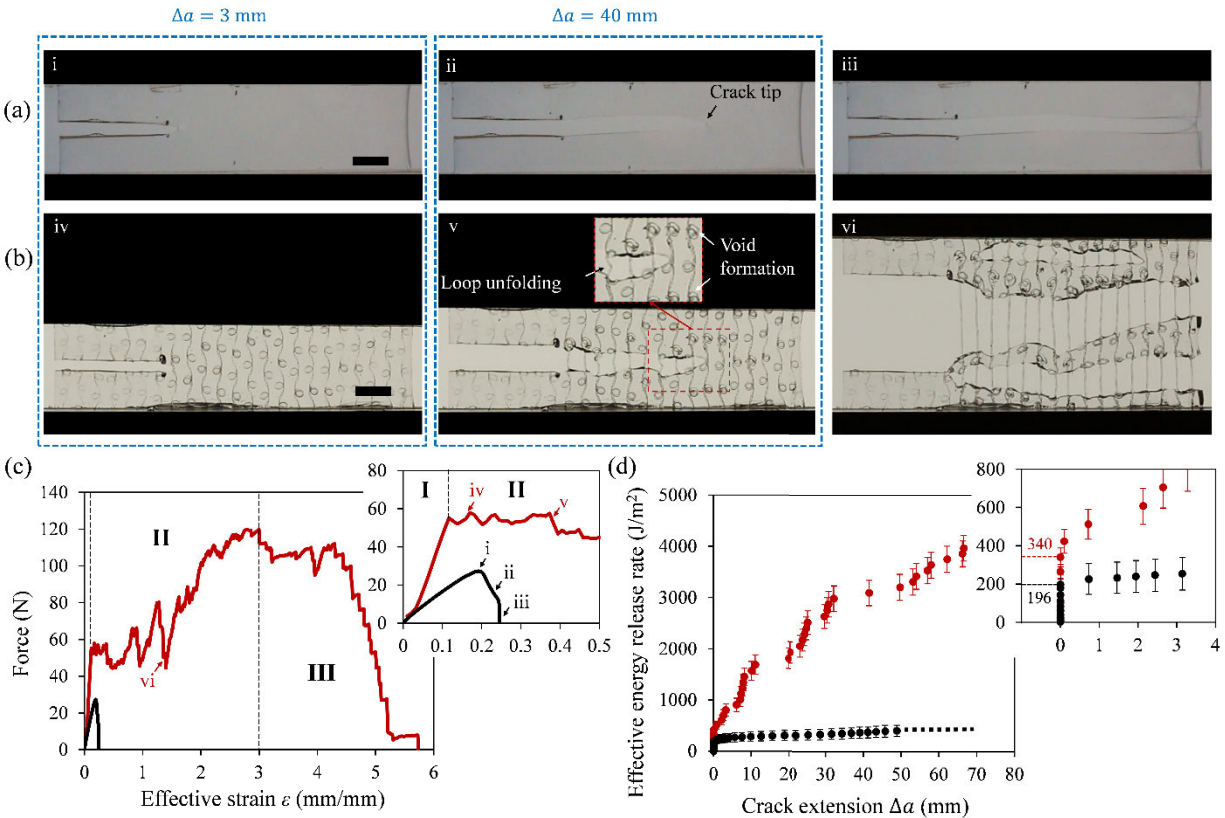 Δa = 3 mm
Δa = 40 mm
(a)
i
ii
Crack tip
iii
(b)
iv
v
Loop unfolding
Void
formation
vi
(c)
Force (N)
140
120
100
80
60
40
20
0
0 1 2 3 4 5 6
Effective strain ε (mm/mm)
II
III
vi
80
60
40
20
0
0 0.1 0.2 0.3 0.4 0.5
I
II
iv
v
i
ii
iii
(d)
Effective energy release rate (J/m²)
5000
4000
3000
2000
1000
0
0 10 20 30 40 50 60 70 80
Crack extension Δa (mm)
800
600
400
340
200
196
0
0 1 2 3 4